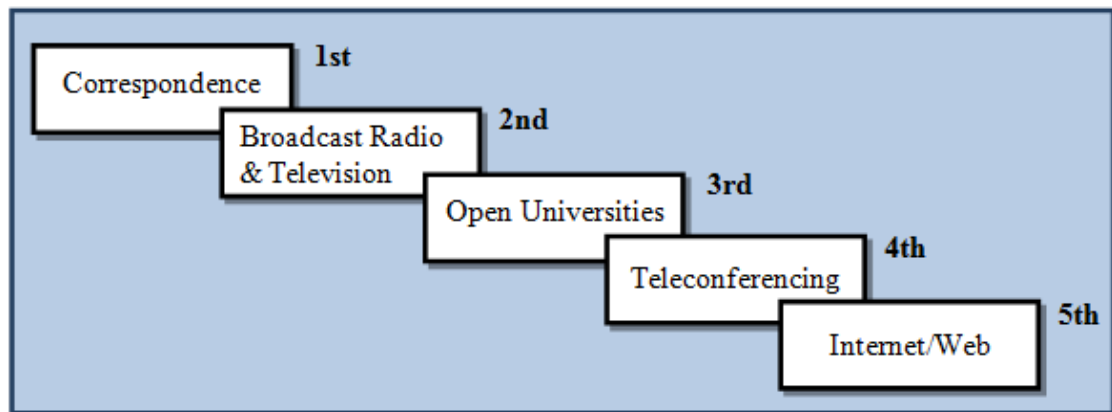 Correspondence
1st
Broadcast Radio
& Television
2nd
Open Universities
3rd
Teleconferencing
4th
Internet/Web
5th